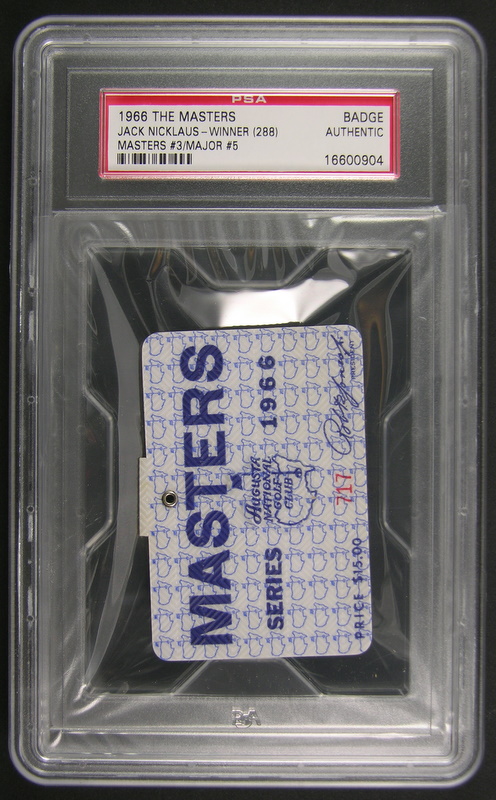 PSA
1966 THE MASTERS
JACK NICKLAUS – WINNER (288)
MASTERS #3/MAJOR #5
BADGE
AUTHENTIC
16600904
MASTERS
SERIES 1966
AUGUSTA
NATIONAL
GOLF
CLUB
717
PRICE $15.00
PRESIDENT
PSA